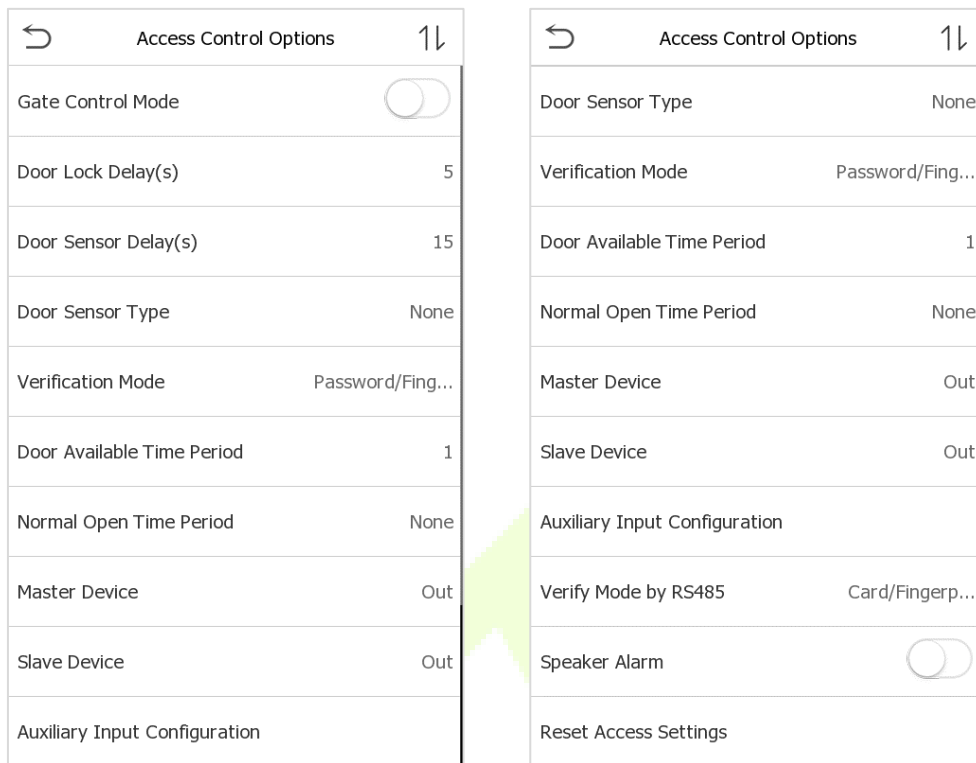 Access Control Options
Gate Control Mode
Door Lock Delay(s) 5
Door Sensor Delay(s) 15
Door Sensor Type None
Verification Mode Password/Fing...
Door Available Time Period 1
Normal Open Time Period None
Master Device Out
Slave Device Out
Auxiliary Input Configuration
Access Control Options
Door Sensor Type None
Verification Mode Password/Fing...
Door Available Time Period 1
Normal Open Time Period None
Master Device Out
Slave Device Out
Auxiliary Input Configuration
Verify Mode by RS485 Card/Fingerp...
Speaker Alarm
Reset Access Settings